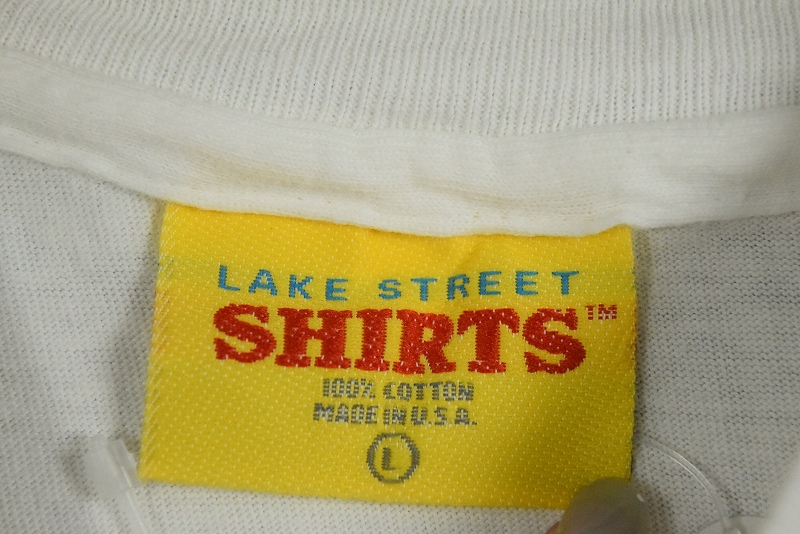 LAKE STREET
SHIRTS™
100% COTTON
MADE IN U.S.A.
L